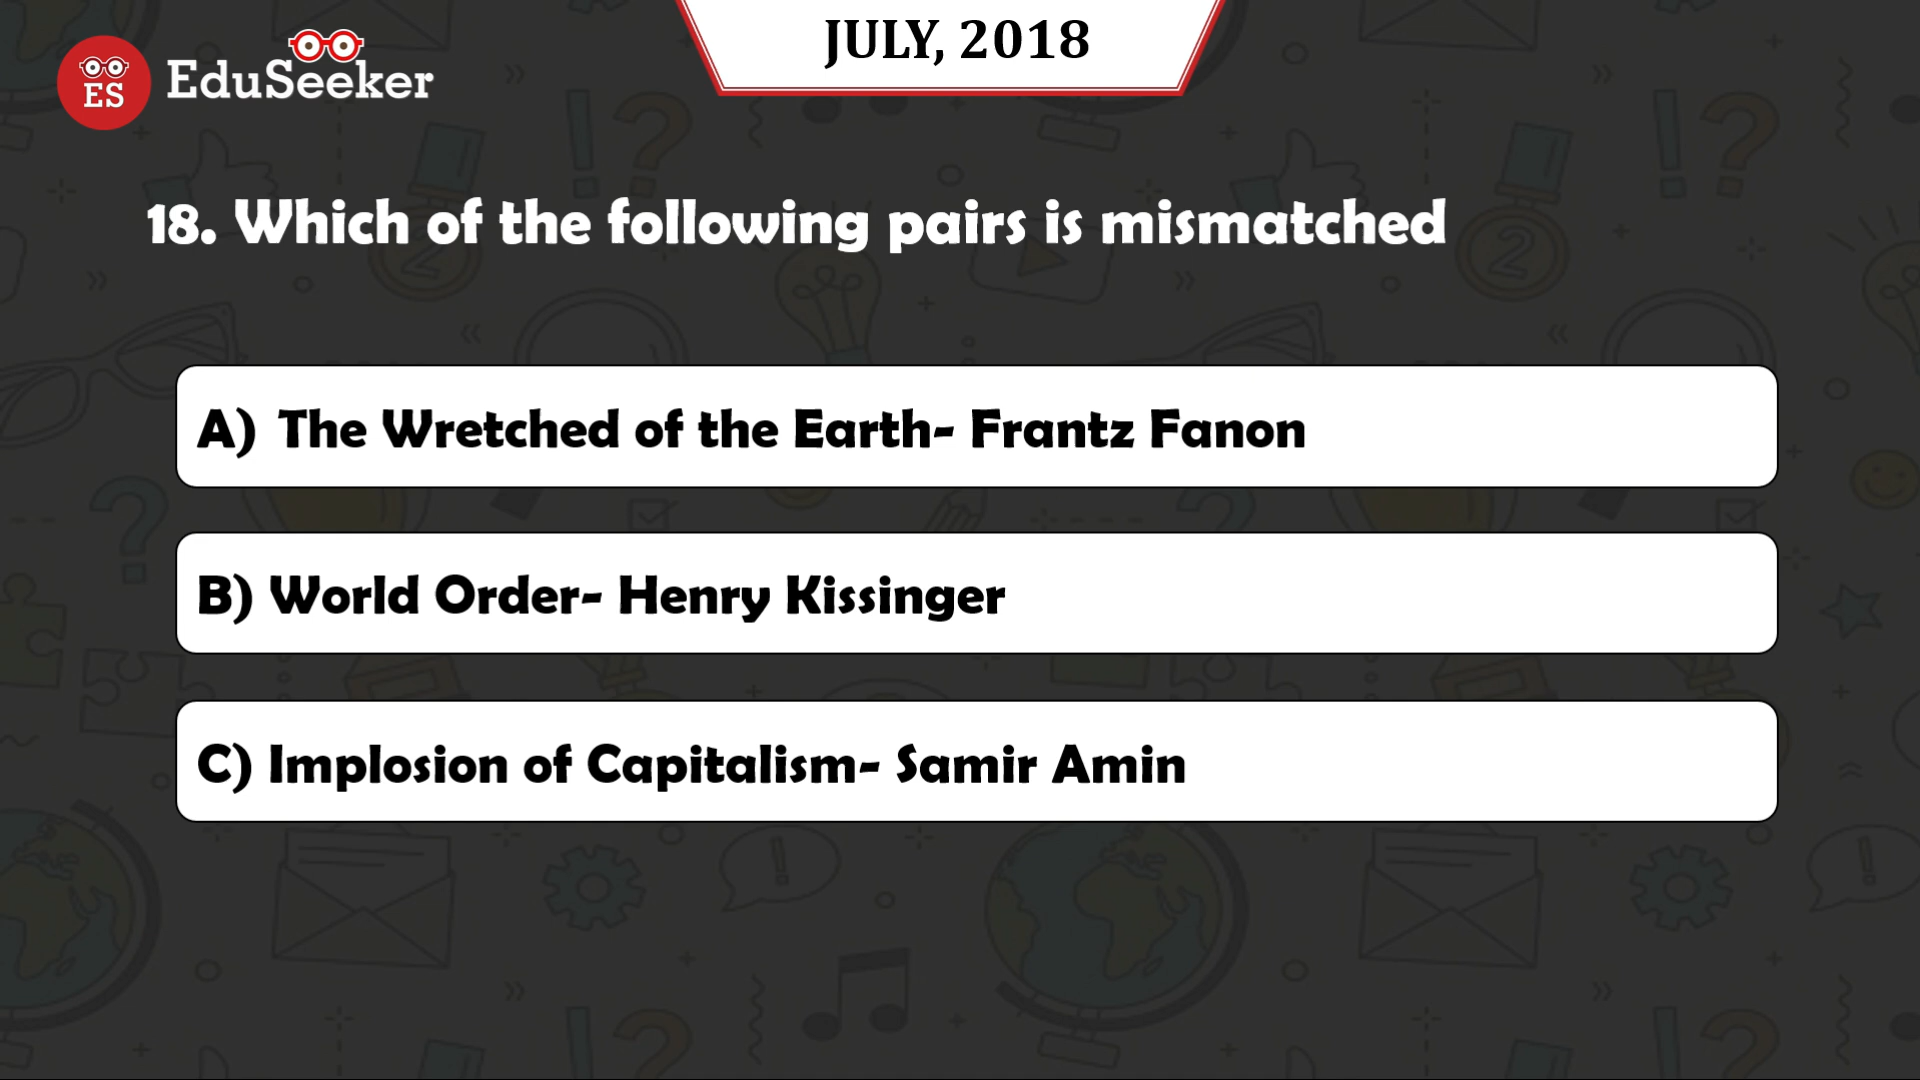 JULY, 2018
ES
EduSeeker
18. Which of the following pairs is mismatched
A) The Wretched of the Earth- Frantz Fanon
B) World Order- Henry Kissinger
C) Implosion of Capitalism- Samir Amin